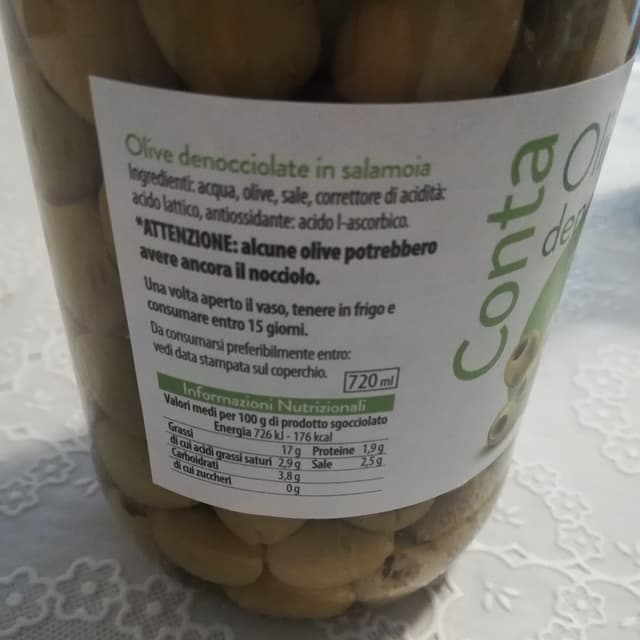 Olive denocciolate in salamoia
Ingredienti: acqua, olive, sale, correttore di acidità:
acido lattico, antiossidante: acido l-ascorbico.
*ATTENZIONE: alcune olive potrebbero
avere ancora il nocciolo.
Una volta aperto il vaso, tenere in frigo e
consumare entro 15 giorni.
Da consumarsi preferibilmente entro:
vedi data stampata sul coperchio.
720 ml
Informazioni Nutrizionali
Valori medi per 100 g di prodotto sgocciolato
Energia 726 kJ - 176 kcal
Grassi 17 g Proteine 1,9 g
di cui acidi grassi saturi 2,9 g Sale 2,5 g
Carboidrati 3,8 g
di cui zuccheri 0 g
Conta